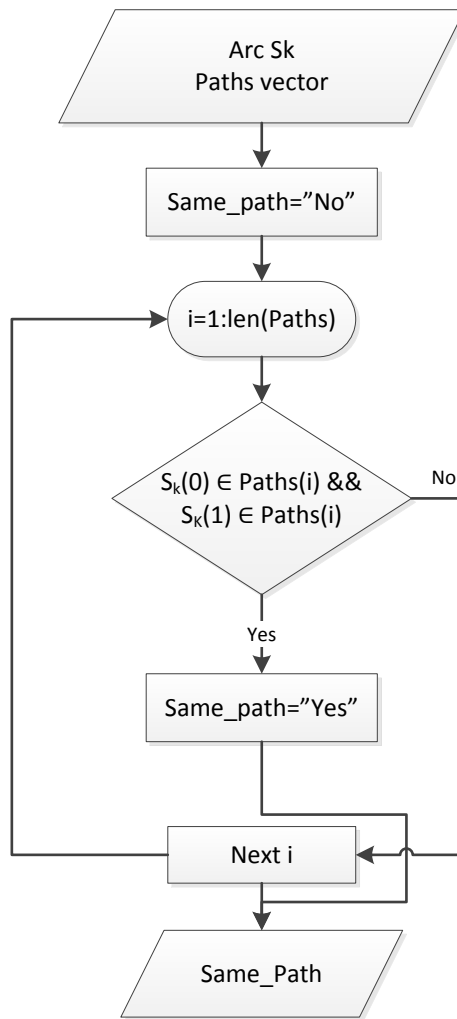 Arc Sk
Paths vector
Same_path=”No”
i=1:len(Paths)
Sₖ(0) ∈ Paths(i) &&
S_K(1) ∈ Paths(i)
No
Yes
Same_path=”Yes”
Next i
Same_Path